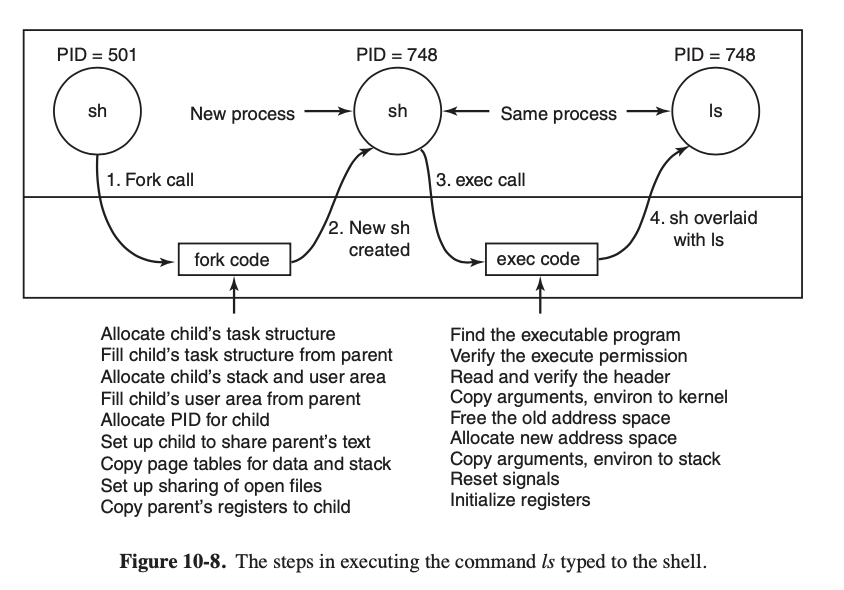 PID = 501
PID = 748
PID = 748
sh
New process
sh
Same process
ls
1. Fork call
3. exec call
2. New sh
created
4. sh overlaid
with ls
fork code
exec code
Allocate child's task structure
Fill child's task structure from parent
Allocate child's stack and user area
Fill child's user area from parent
Allocate PID for child
Set up child to share parent's text
Copy page tables for data and stack
Set up sharing of open files
Copy parent's registers to child
Find the executable program
Verify the execute permission
Read and verify the header
Copy arguments, environ to kernel
Free the old address space
Allocate new address space
Copy arguments, environ to stack
Reset signals
Initialize registers
Figure 10-8. The steps in executing the command ls typed to the shell.